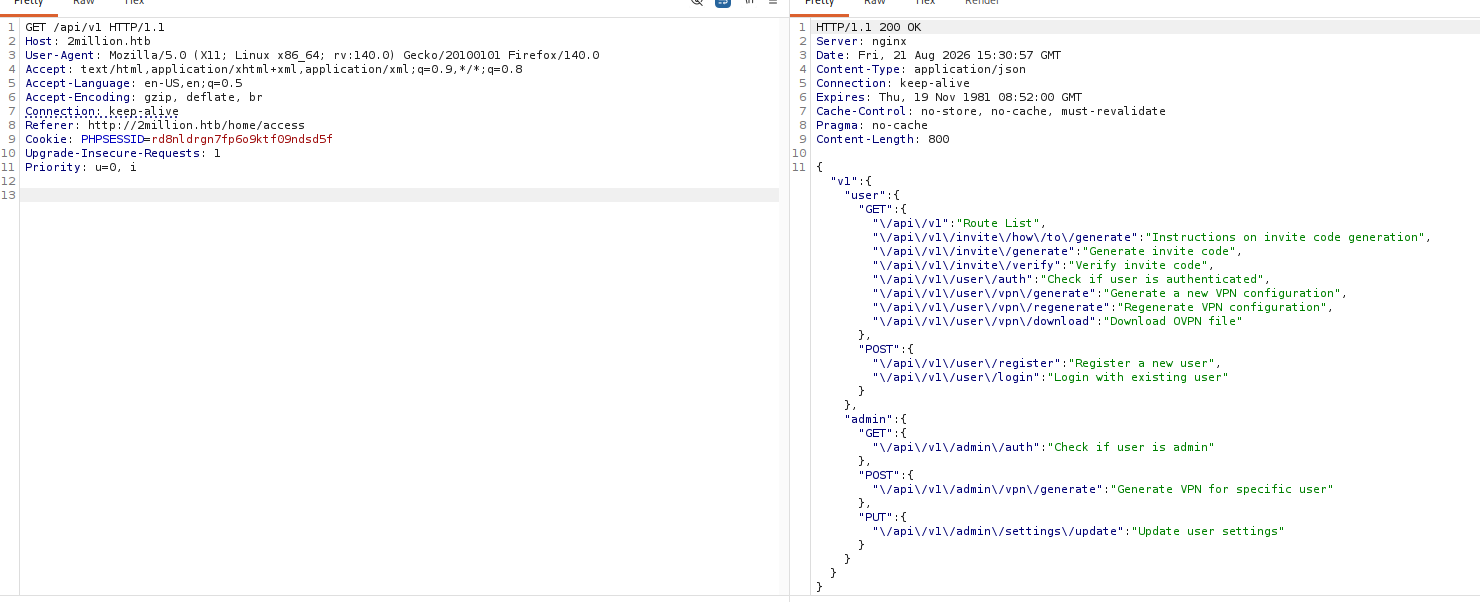 Pretty Raw Hex
1 GET /api/v1 HTTP/1.1
2 Host: 2million.htb
3 User-Agent: Mozilla/5.0 (X11; Linux x86_64; rv:140.0) Gecko/20100101 Firefox/140.0
4 Accept: text/html,application/xhtml+xml,application/xml;q=0.9,*/*;q=0.8
5 Accept-Language: en-US,en;q=0.5
6 Accept-Encoding: gzip, deflate, br
7 Connection: keep-alive
8 Referer: http://2million.htb/home/access
9 Cookie: PHPSESSID=rd8nldrgn7fp6o9ktf09ndsd5f
10 Upgrade-Insecure-Requests: 1
11 Priority: u=0, i
12
13
Pretty Raw Hex Render
1 HTTP/1.1 200 OK
2 Server: nginx
3 Date: Fri, 21 Aug 2026 15:30:57 GMT
4 Content-Type: application/json
5 Connection: keep-alive
6 Expires: Thu, 19 Nov 1981 08:52:00 GMT
7 Cache-Control: no-store, no-cache, must-revalidate
8 Pragma: no-cache
9 Content-Length: 800
10
11 {
"v1":{
"user":{
"GET":{
"\/api\/v1":"Route List",
"\/api\/v1\/invite\/how\/to\/generate":"Instructions on invite code generation",
"\/api\/v1\/invite\/generate":"Generate invite code",
"\/api\/v1\/invite\/verify":"Verify invite code",
"\/api\/v1\/user\/auth":"Check if user is authenticated",
"\/api\/v1\/user\/vpn\/generate":"Generate a new VPN configuration",
"\/api\/v1\/user\/vpn\/regenerate":"Regenerate VPN configuration",
"\/api\/v1\/user\/vpn\/download":"Download OVPN file"
},
"POST":{
"\/api\/v1\/user\/register":"Register a new user",
"\/api\/v1\/user\/login":"Login with existing user"
}
},
"admin":{
"GET":{
"\/api\/v1\/admin\/auth":"Check if user is admin"
},
"POST":{
"\/api\/v1\/admin\/vpn\/generate":"Generate VPN for specific user"
},
"PUT":{
"\/api\/v1\/admin\/settings\/update":"Update user settings"
}
}
}
}